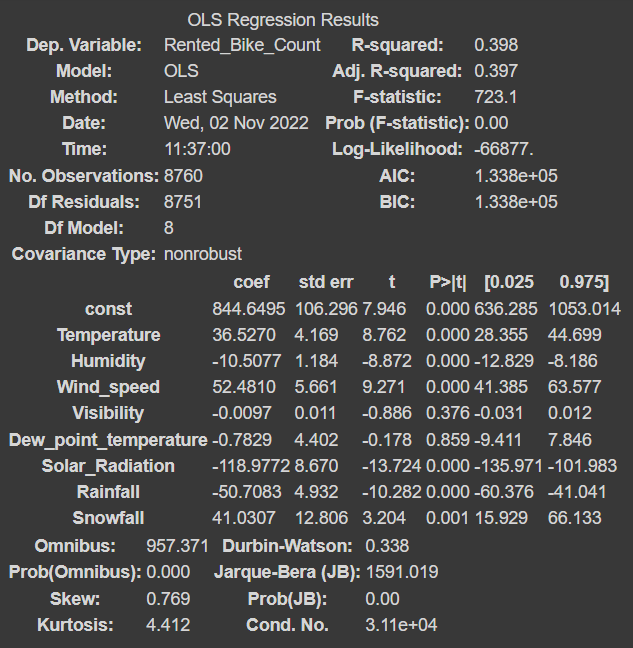 OLS Regression Results
Dep. Variable: Rented_Bike_Count R-squared: 0.398
Model: OLS Adj. R-squared: 0.397
Method: Least Squares F-statistic: 723.1
Date: Wed, 02 Nov 2022 Prob (F-statistic): 0.00
Time: 11:37:00 Log-Likelihood: -66877.
No. Observations: 8760 AIC: 1.338e+05
Df Residuals: 8751 BIC: 1.338e+05
Df Model: 8
Covariance Type: nonrobust
coef std err t P>|t| [0.025 0.975]
const 844.6495 106.296 7.946 0.000 636.285 1053.014
Temperature 36.5270 4.169 8.762 0.000 28.355 44.699
Humidity -10.5077 1.184 -8.872 0.000 -12.829 -8.186
Wind_speed 52.4810 5.661 9.271 0.000 41.385 63.577
Visibility -0.0097 0.011 -0.886 0.376 -0.031 0.012
Dew_point_temperature -0.7829 4.402 -0.178 0.859 -9.411 7.846
Solar_Radiation -118.9772 8.670 -13.724 0.000 -135.971 -101.983
Rainfall -50.7083 4.932 -10.282 0.000 -60.376 -41.041
Snowfall 41.0307 12.806 3.204 0.001 15.929 66.133
Omnibus: 957.371 Durbin-Watson: 0.338
Prob(Omnibus): 0.000 Jarque-Bera (JB): 1591.019
Skew: 0.769 Prob(JB): 0.00
Kurtosis: 4.412 Cond. No. 3.11e+04